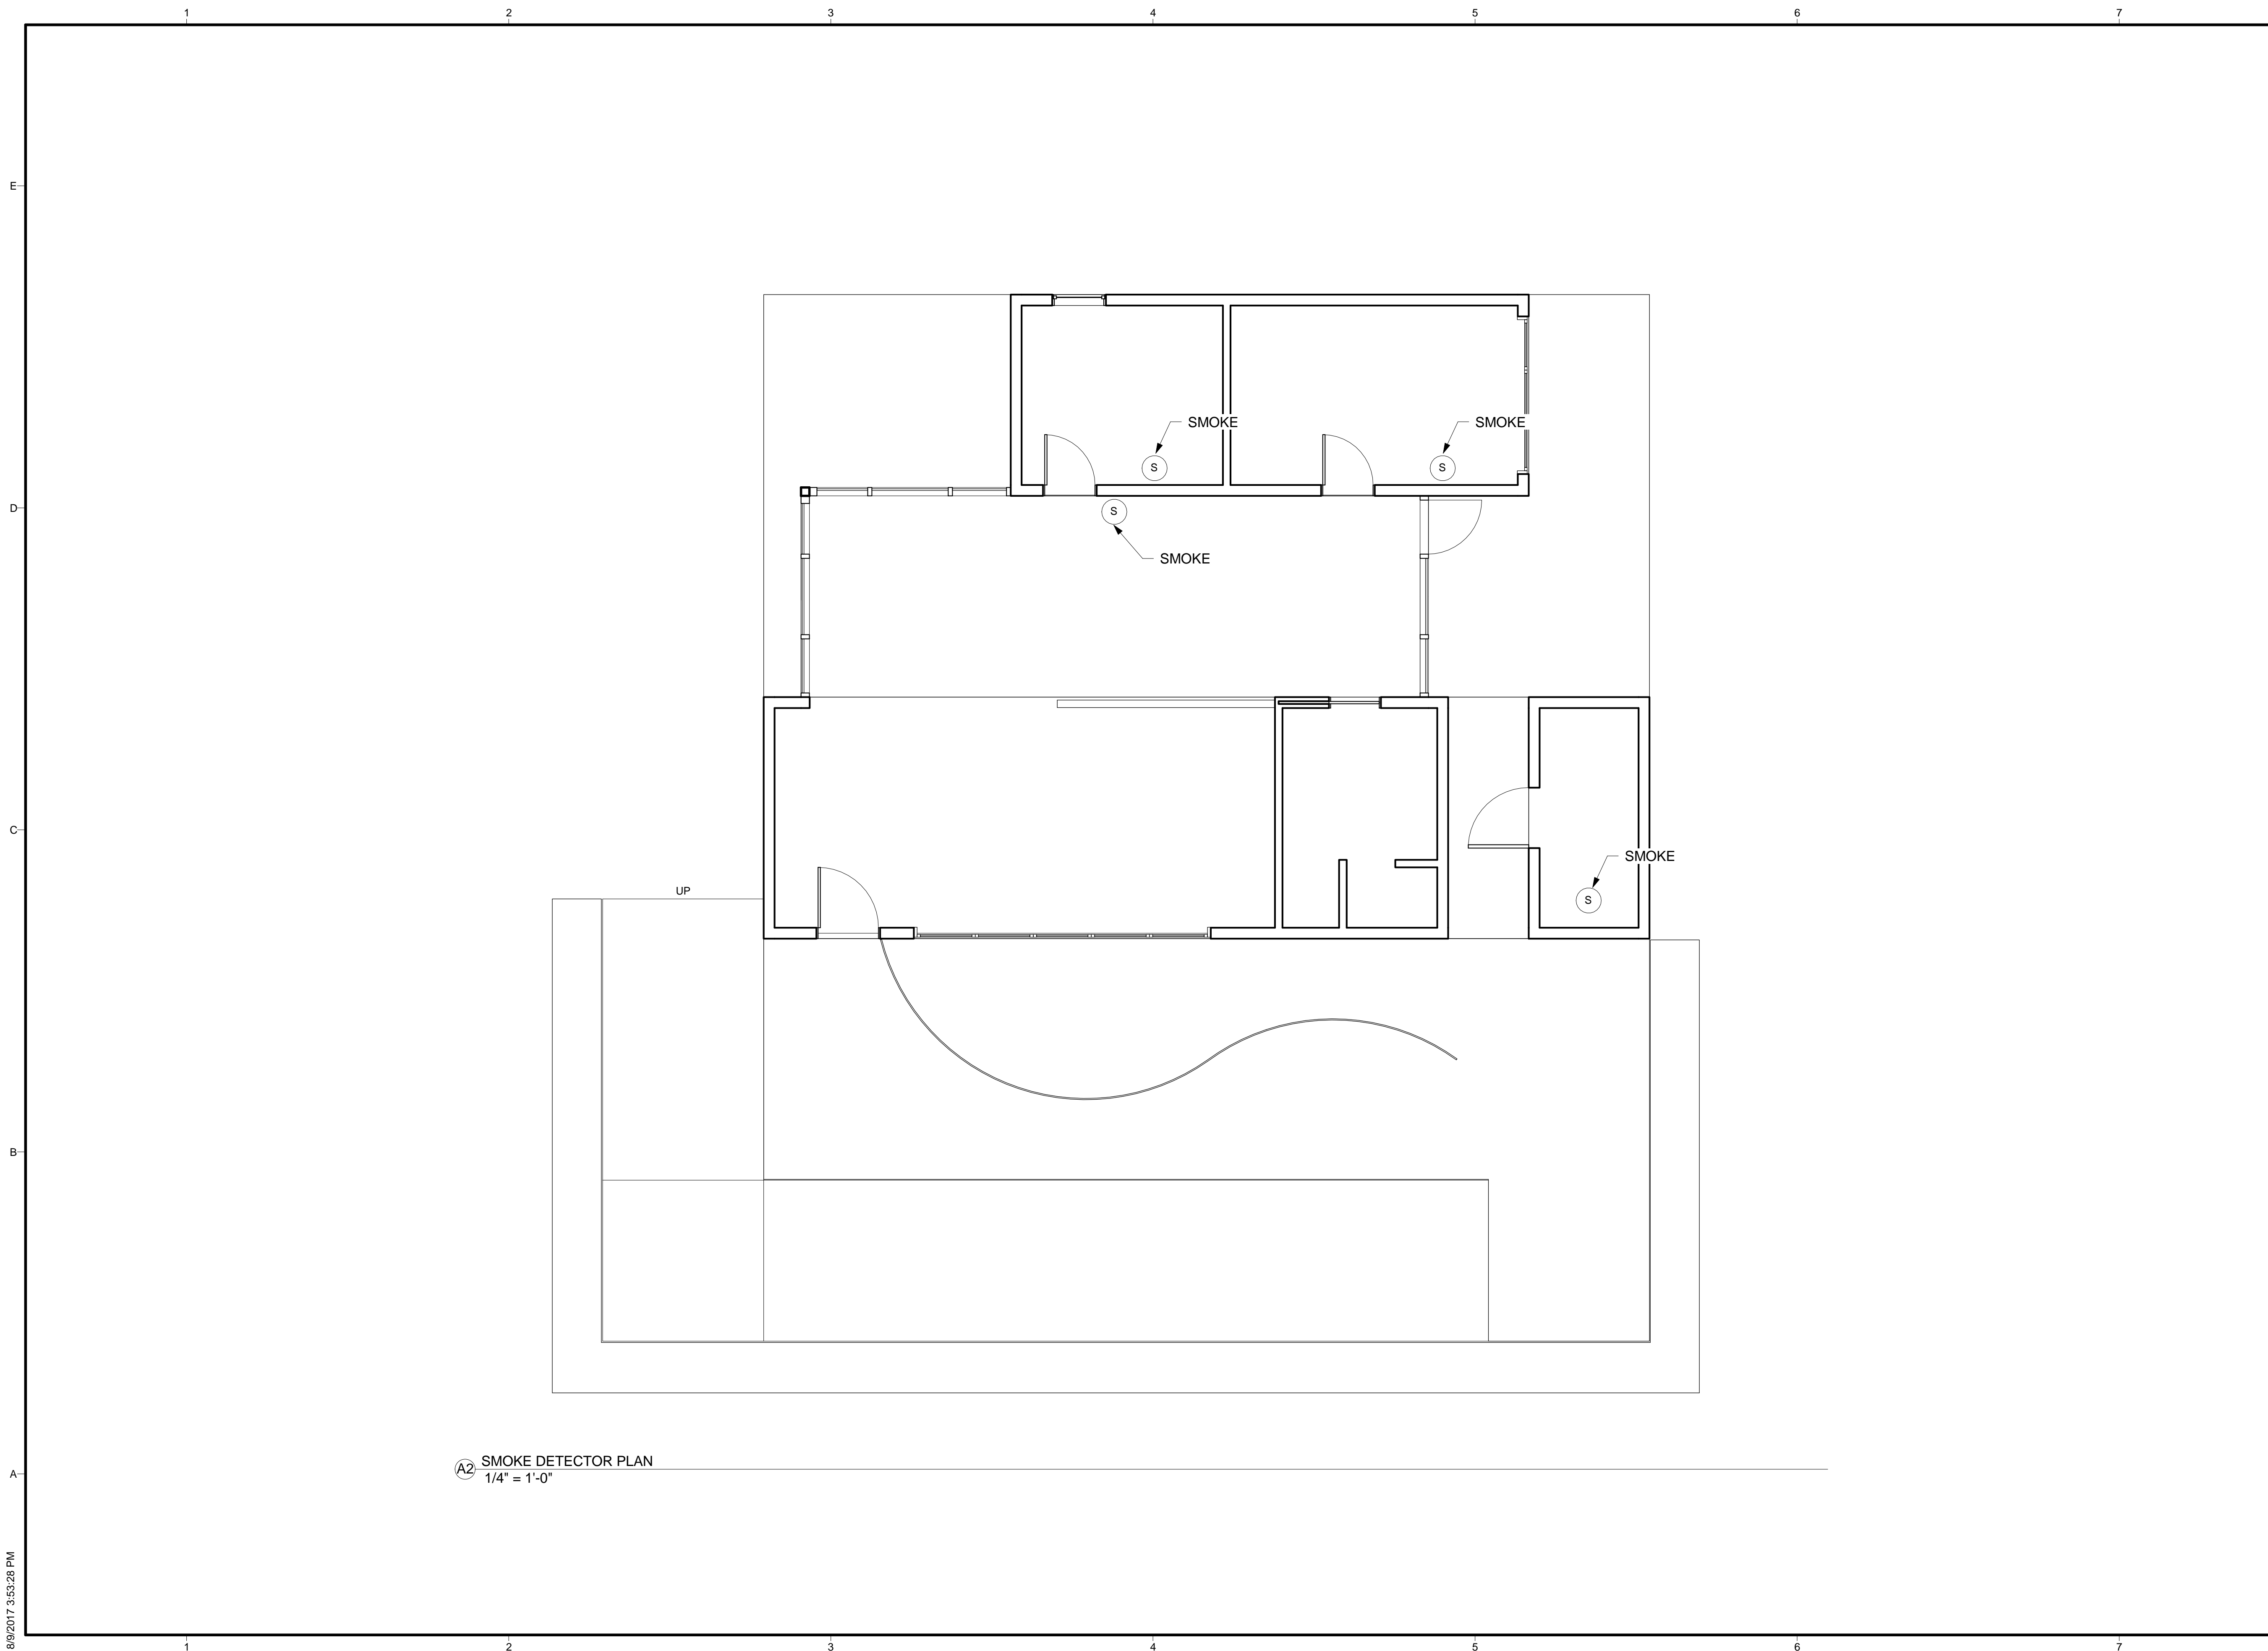 1 2 3 4 5 6 7
E
SMOKE SMOKE
S S
D
S
SMOKE
C
SMOKE
UP
S
B
SMOKE DETECTOR PLAN
A2
A
1/4" = 1'-0"
8/9/2017 3:53:28 PM
1 2 3 4 5 6 7